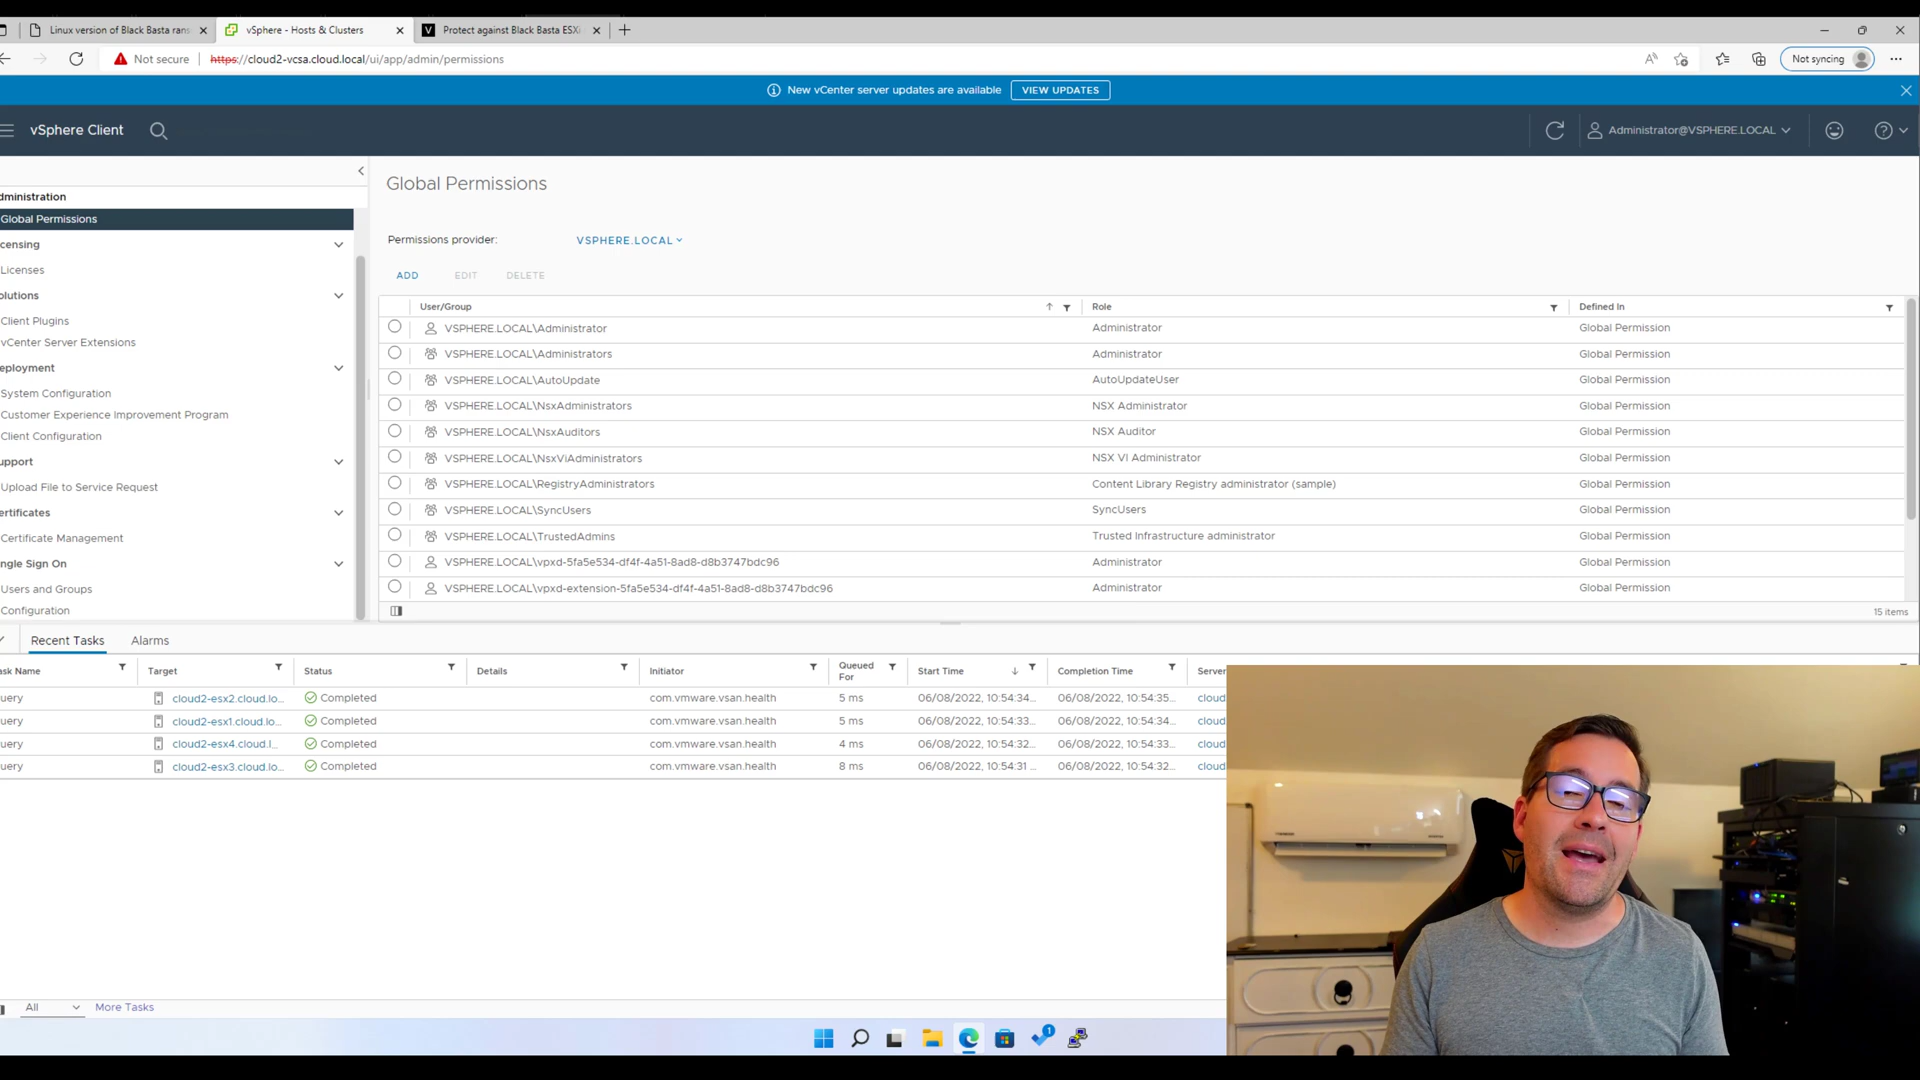 Linux version of Black Basta rans
vSphere - Hosts & Clusters
Protect against Black Basta ESXi
Not secure
https://cloud2-vcsa.cloud.local/ui/app/admin/permissions
Not syncing
New vCenter server updates are available
VIEW UPDATES
vSphere Client
Administrator@VSPHERE.LOCAL
dministration
Global Permissions
censing
Licenses
olutions
Client Plugins
vCenter Server Extensions
eployment
System Configuration
Customer Experience Improvement Program
Client Configuration
upport
Upload File to Service Request
ertificates
Certificate Management
ngle Sign On
Users and Groups
Configuration
Global Permissions
Permissions provider: VSPHERE.LOCAL
ADD EDIT DELETE
User/Group Role Defined In
VSPHERE.LOCAL\Administrator Administrator Global Permission
VSPHERE.LOCAL\Administrators Administrator Global Permission
VSPHERE.LOCAL\AutoUpdate AutoUpdateUser Global Permission
VSPHERE.LOCAL\NsxAdministrators NSX Administrator Global Permission
VSPHERE.LOCAL\NsxAuditors NSX Auditor Global Permission
VSPHERE.LOCAL\NsxViAdministrators NSX VI Administrator Global Permission
VSPHERE.LOCAL\RegistryAdministrators Content Library Registry administrator (sample) Global Permission
VSPHERE.LOCAL\SyncUsers SyncUsers Global Permission
VSPHERE.LOCAL\TrustedAdmins Trusted Infrastructure administrator Global Permission
VSPHERE.LOCAL\vpxd-5fa5e534-df4f-4a51-8ad8-d8b3747bdc96 Administrator Global Permission
VSPHERE.LOCAL\vpxd-extension-5fa5e534-df4f-4a51-8ad8-d8b3747bdc96 Administrator Global Permission
15 items
Recent Tasks Alarms
ask Name Target Status Details Initiator Queued For Start Time Completion Time Server
uery cloud2-esx2.cloud.lo... Completed com.vmware.vsan.health 5 ms 06/08/2022, 10:54:34... 06/08/2022, 10:54:35... cloud
uery cloud2-esx1.cloud.lo... Completed com.vmware.vsan.health 5 ms 06/08/2022, 10:54:33... 06/08/2022, 10:54:34... cloud
uery cloud2-esx4.cloud.l... Completed com.vmware.vsan.health 4 ms 06/08/2022, 10:54:32... 06/08/2022, 10:54:33... cloud
uery cloud2-esx3.cloud.lo... Completed com.vmware.vsan.health 8 ms 06/08/2022, 10:54:31 ... 06/08/2022, 10:54:32... cloud
All More Tasks
1